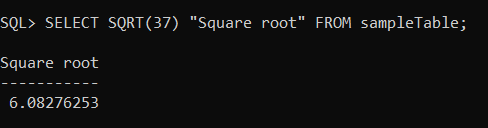 SQL> SELECT SQRT(37) "Square root" FROM sampleTable;
Square root
-----------
6.08276253